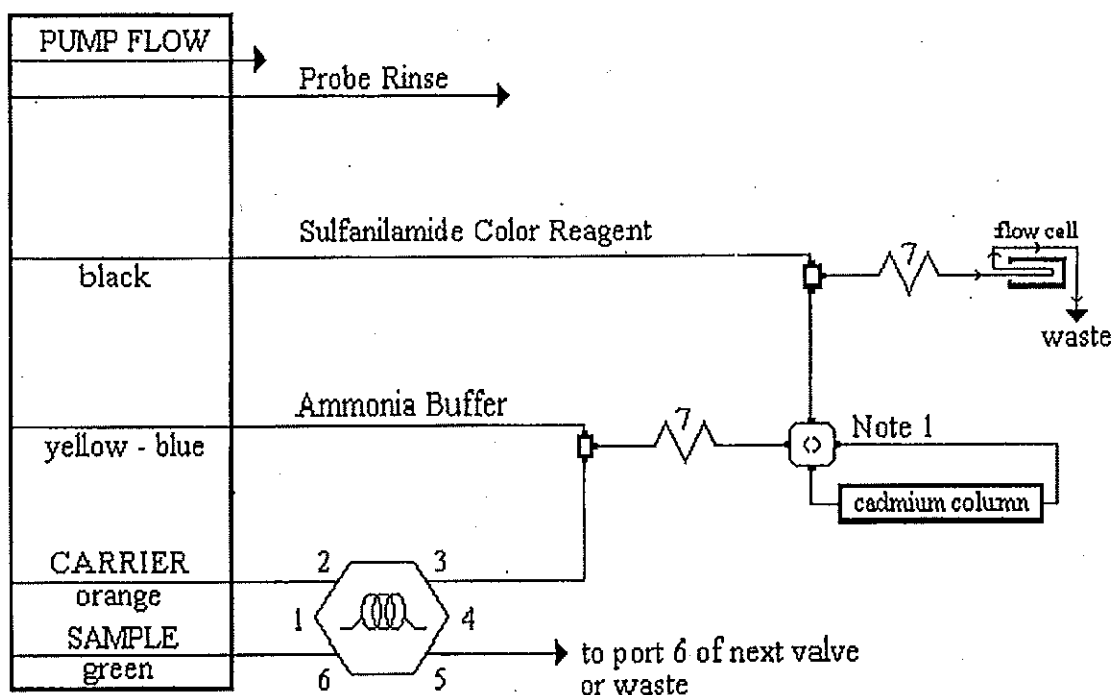 PUMP FLOW
Probe Rinse
Sulfanilamide Color Reagent
black
7
flow cell
waste
Ammonia Buffer
yellow - blue
7
Note 1
cadmium column
CARRIER
orange
2
3
1
4
SAMPLE
green
6
5
to port 6 of next valve
or waste